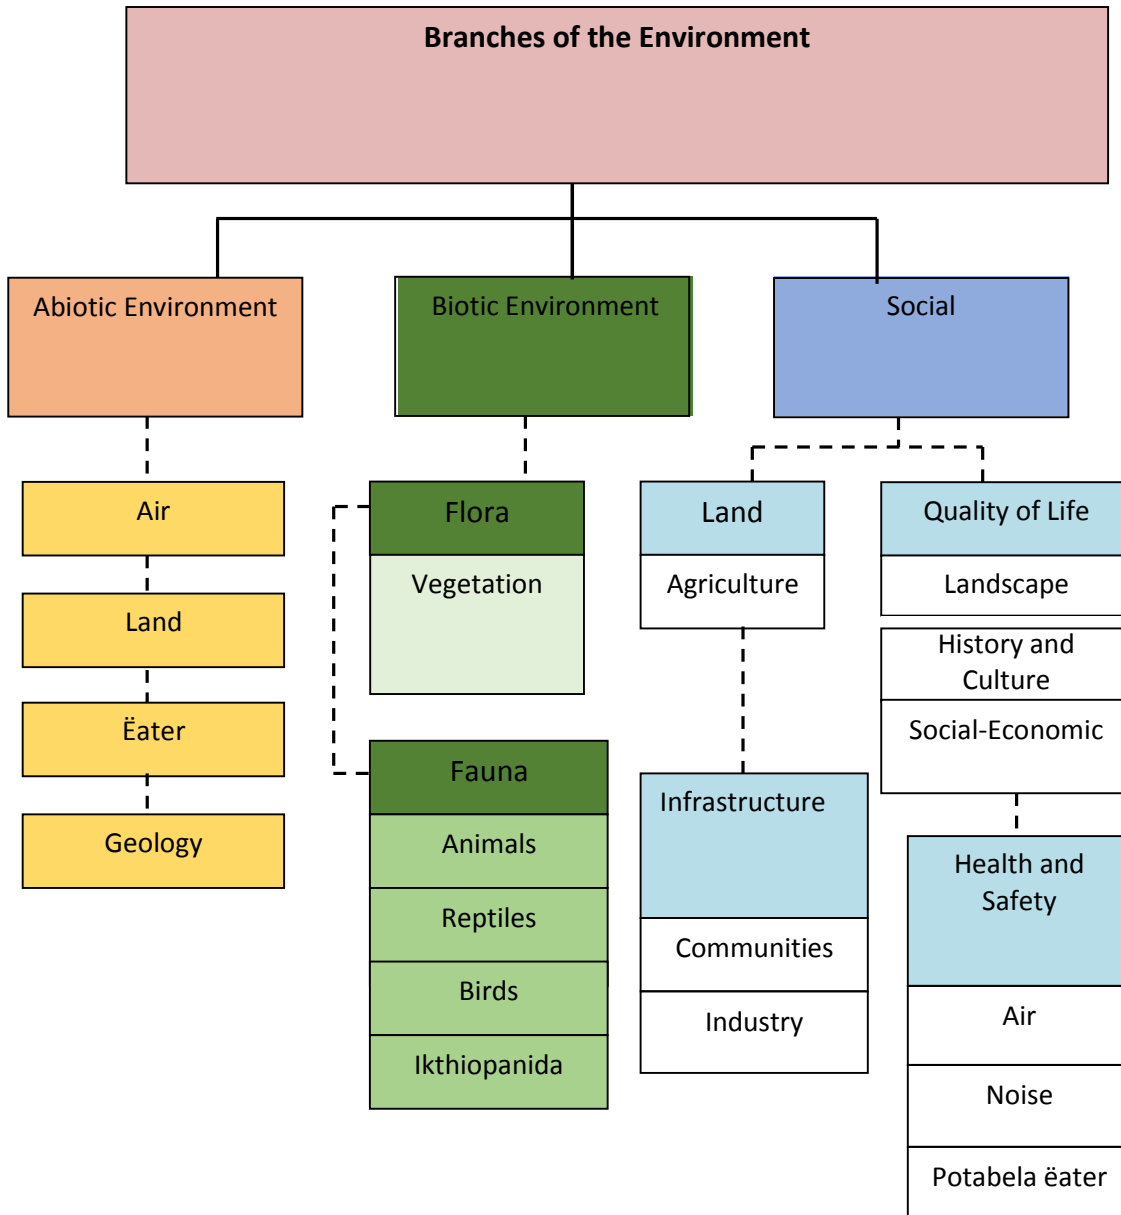 Branches of the Environment
Abiotic Environment
Biotic Environment
Social
Air
Land
Ëater
Geology
Flora
Vegetation
Fauna
Animals
Reptiles
Birds
Ikthiopanida
Land
Agriculture
Infrastructure
Communities
Industry
Quality of Life
Landscape
History and
Culture
Social-Economic
Health and
Safety
Air
Noise
Potabela ëater